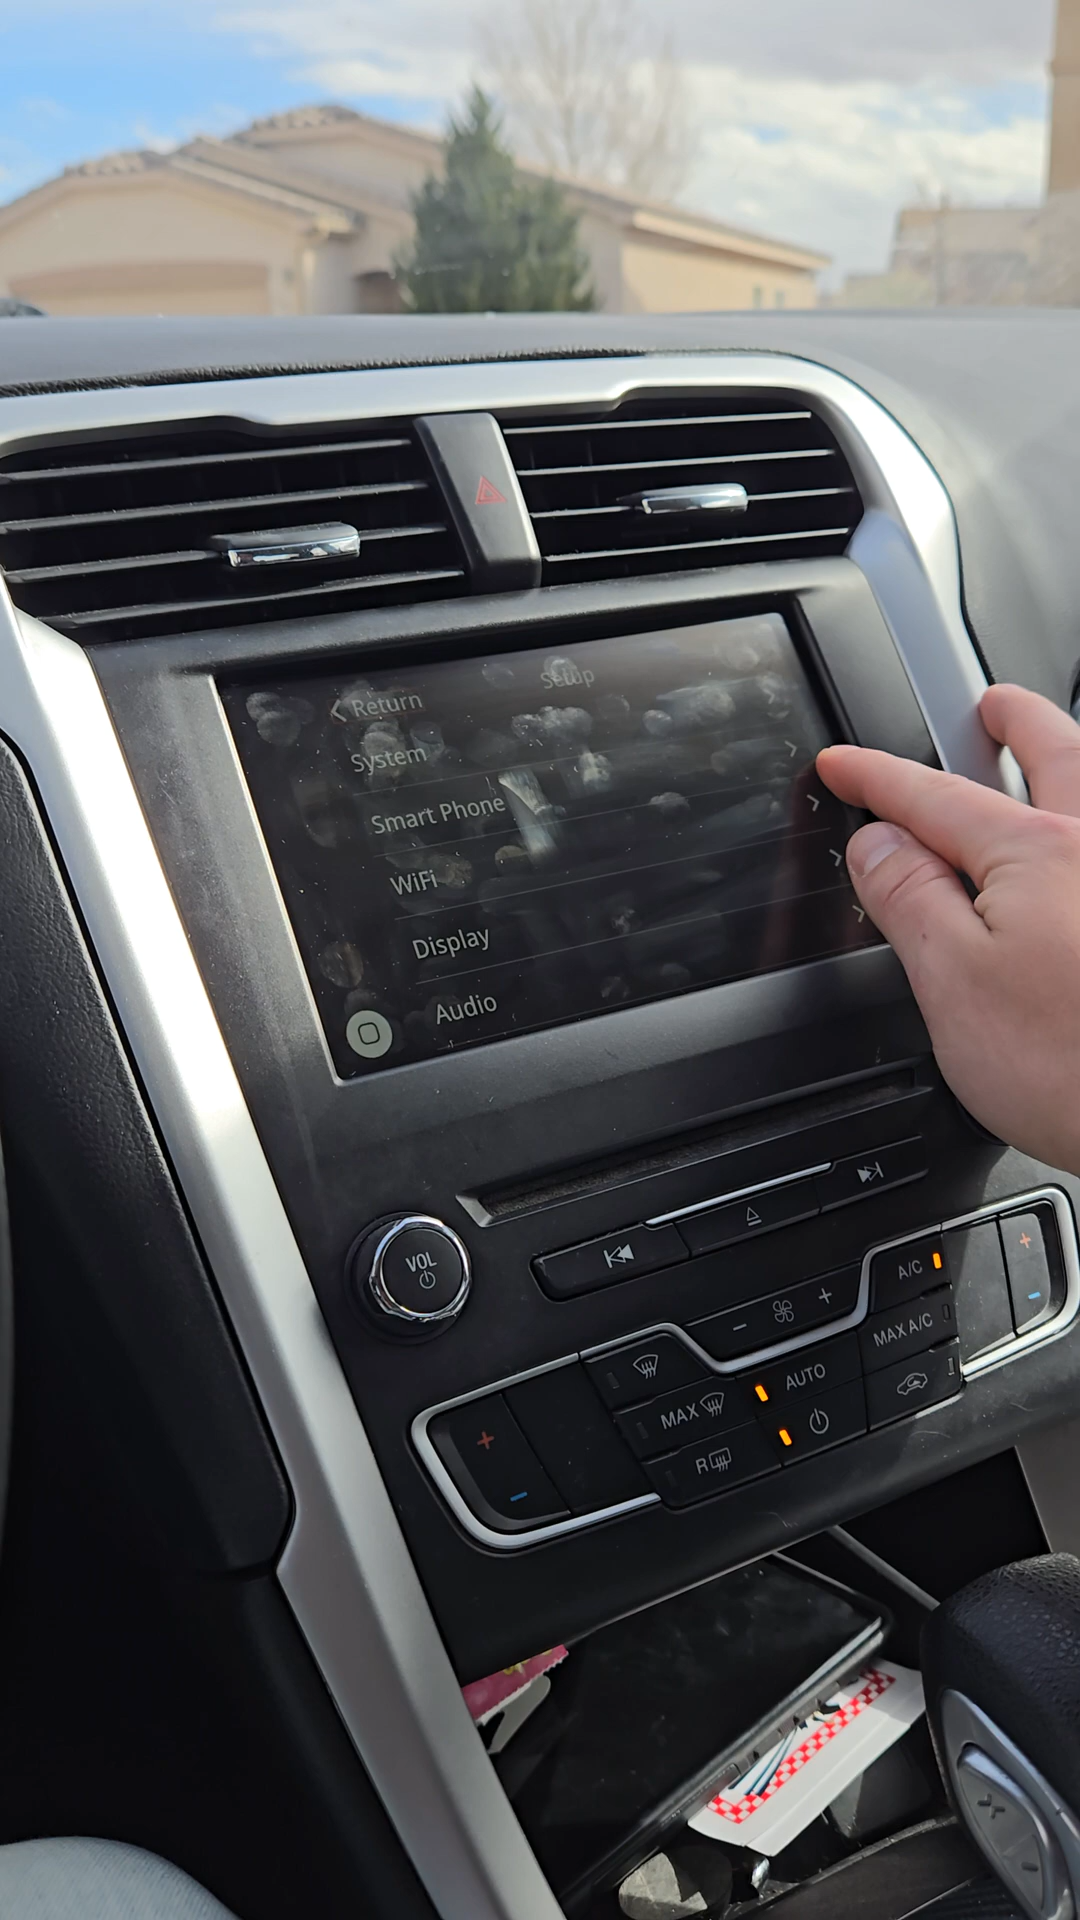 Setup
Return
System
Smart Phone
WiFi
Display
Audio
VOL
A/C
MAX A/C
AUTO
MAX
R